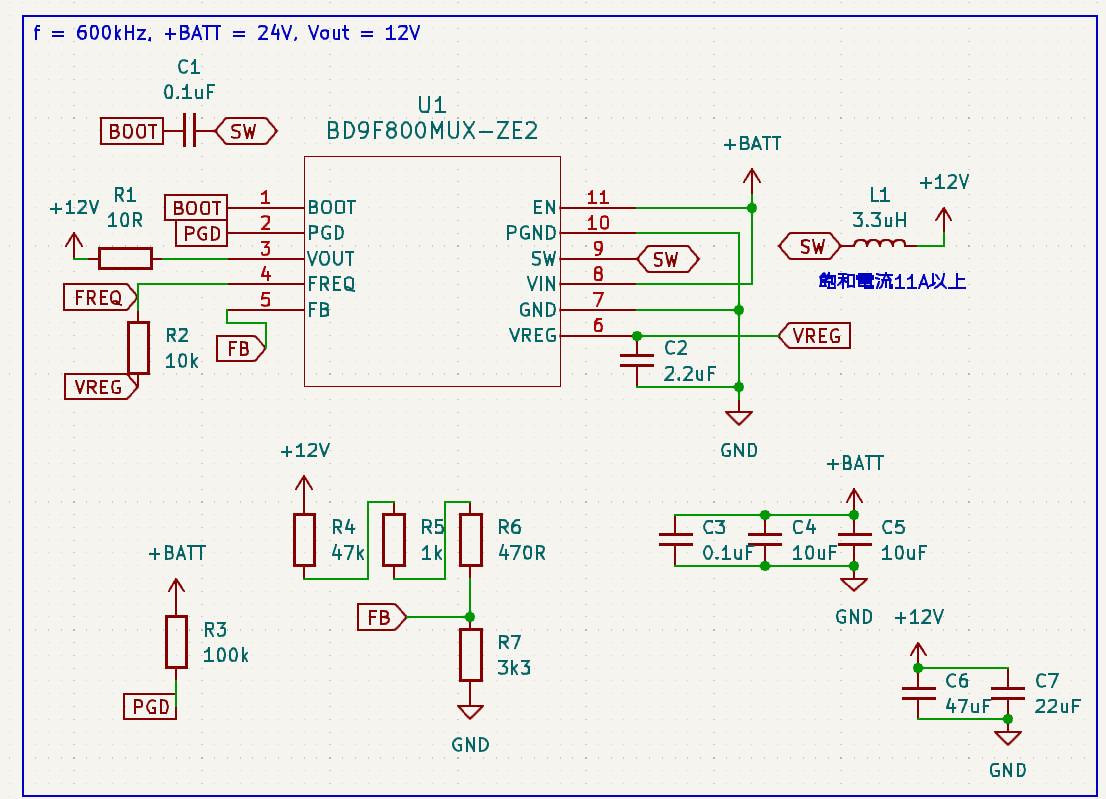 f = 600kHz, +BATT = 24V, Vout = 12V
C1
0.1uF
BOOT
SW
U1
BD9F800MUX-ZE2
+12V
R1
10R
BOOT
PGD
1
2
3
4
5
BOOT
PGD
VOUT
FREQ
FB
EN
PGND
SW
VIN
GND
VREG
11
10
9
8
7
6
SW
+BATT
L1
3.3uH
+12V
SW
飽和電流11A以上
FREQ
R2
10k
VREG
FB
C2
2.2uF
VREG
GND
+12V
R4
47k
R5
1k
R6
470R
FB
R7
3k3
GND
+BATT
R3
100k
PGD
+BATT
C3
0.1uF
C4
10uF
C5
10uF
GND
+12V
C6
47uF
C7
22uF
GND